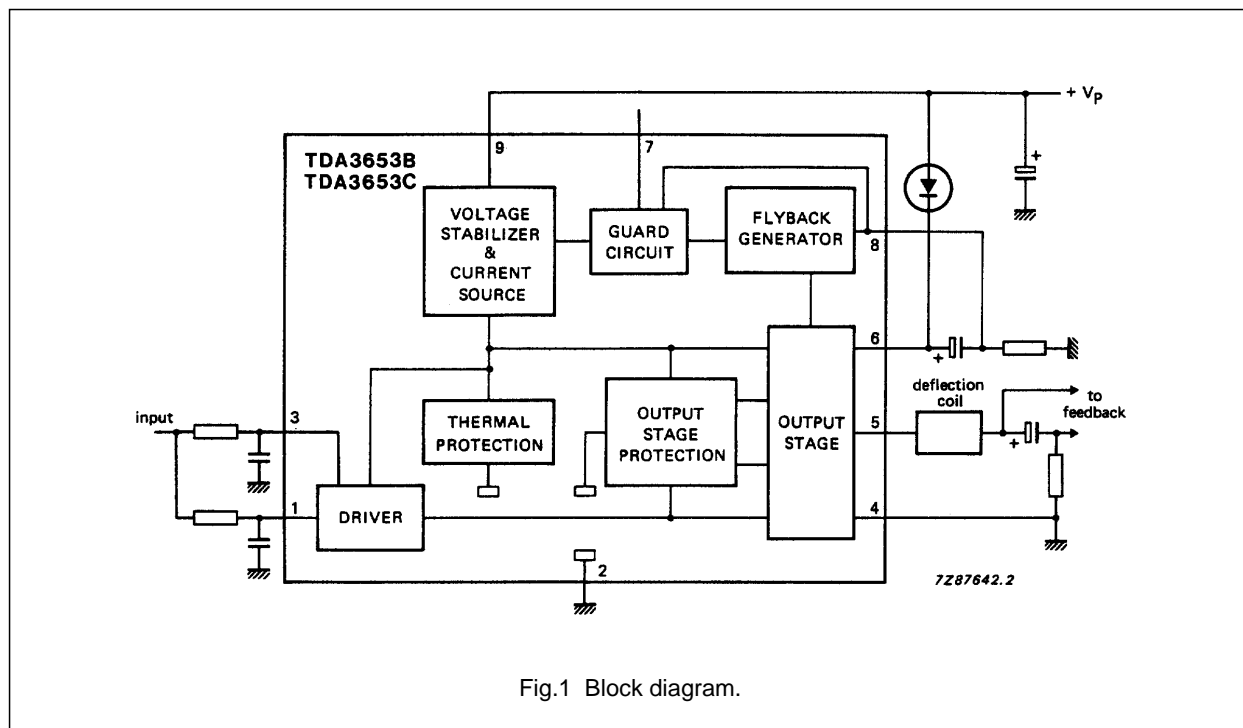 + VP
9
7
TDA3653B
TDA3653C
VOLTAGE
STABILIZER
&
CURRENT
SOURCE
GUARD
CIRCUIT
FLYBACK
GENERATOR
8
6
+
+
deflection
coil
to
feedback
input
3
THERMAL
PROTECTION
OUTPUT
STAGE
PROTECTION
OUTPUT
STAGE
5
+
1
DRIVER
4
2
7Z87642.2
Fig.1 Block diagram.